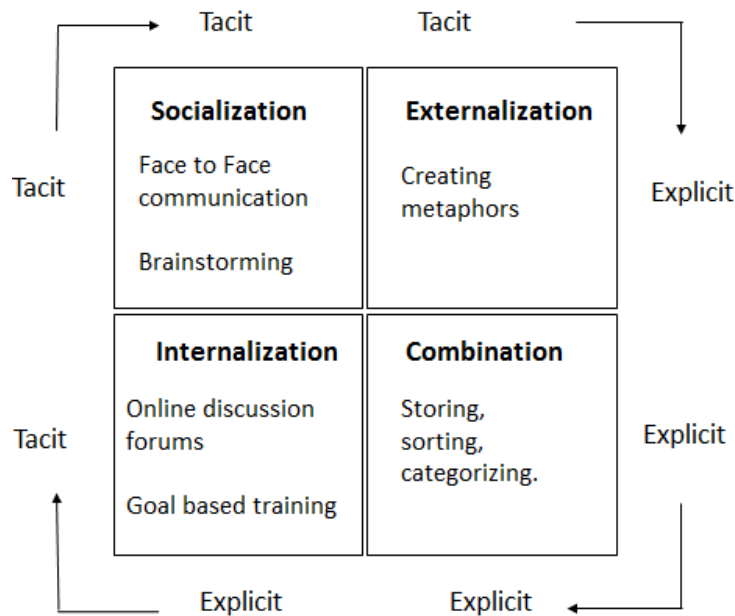 Tacit
Tacit
Socialization
Externalization
Face to Face
communication
Brainstorming
Creating
metaphors
Tacit
Explicit
Internalization
Combination
Online discussion
forums
Goal based training
Storing,
sorting,
categorizing.
Tacit
Explicit
Explicit
Explicit